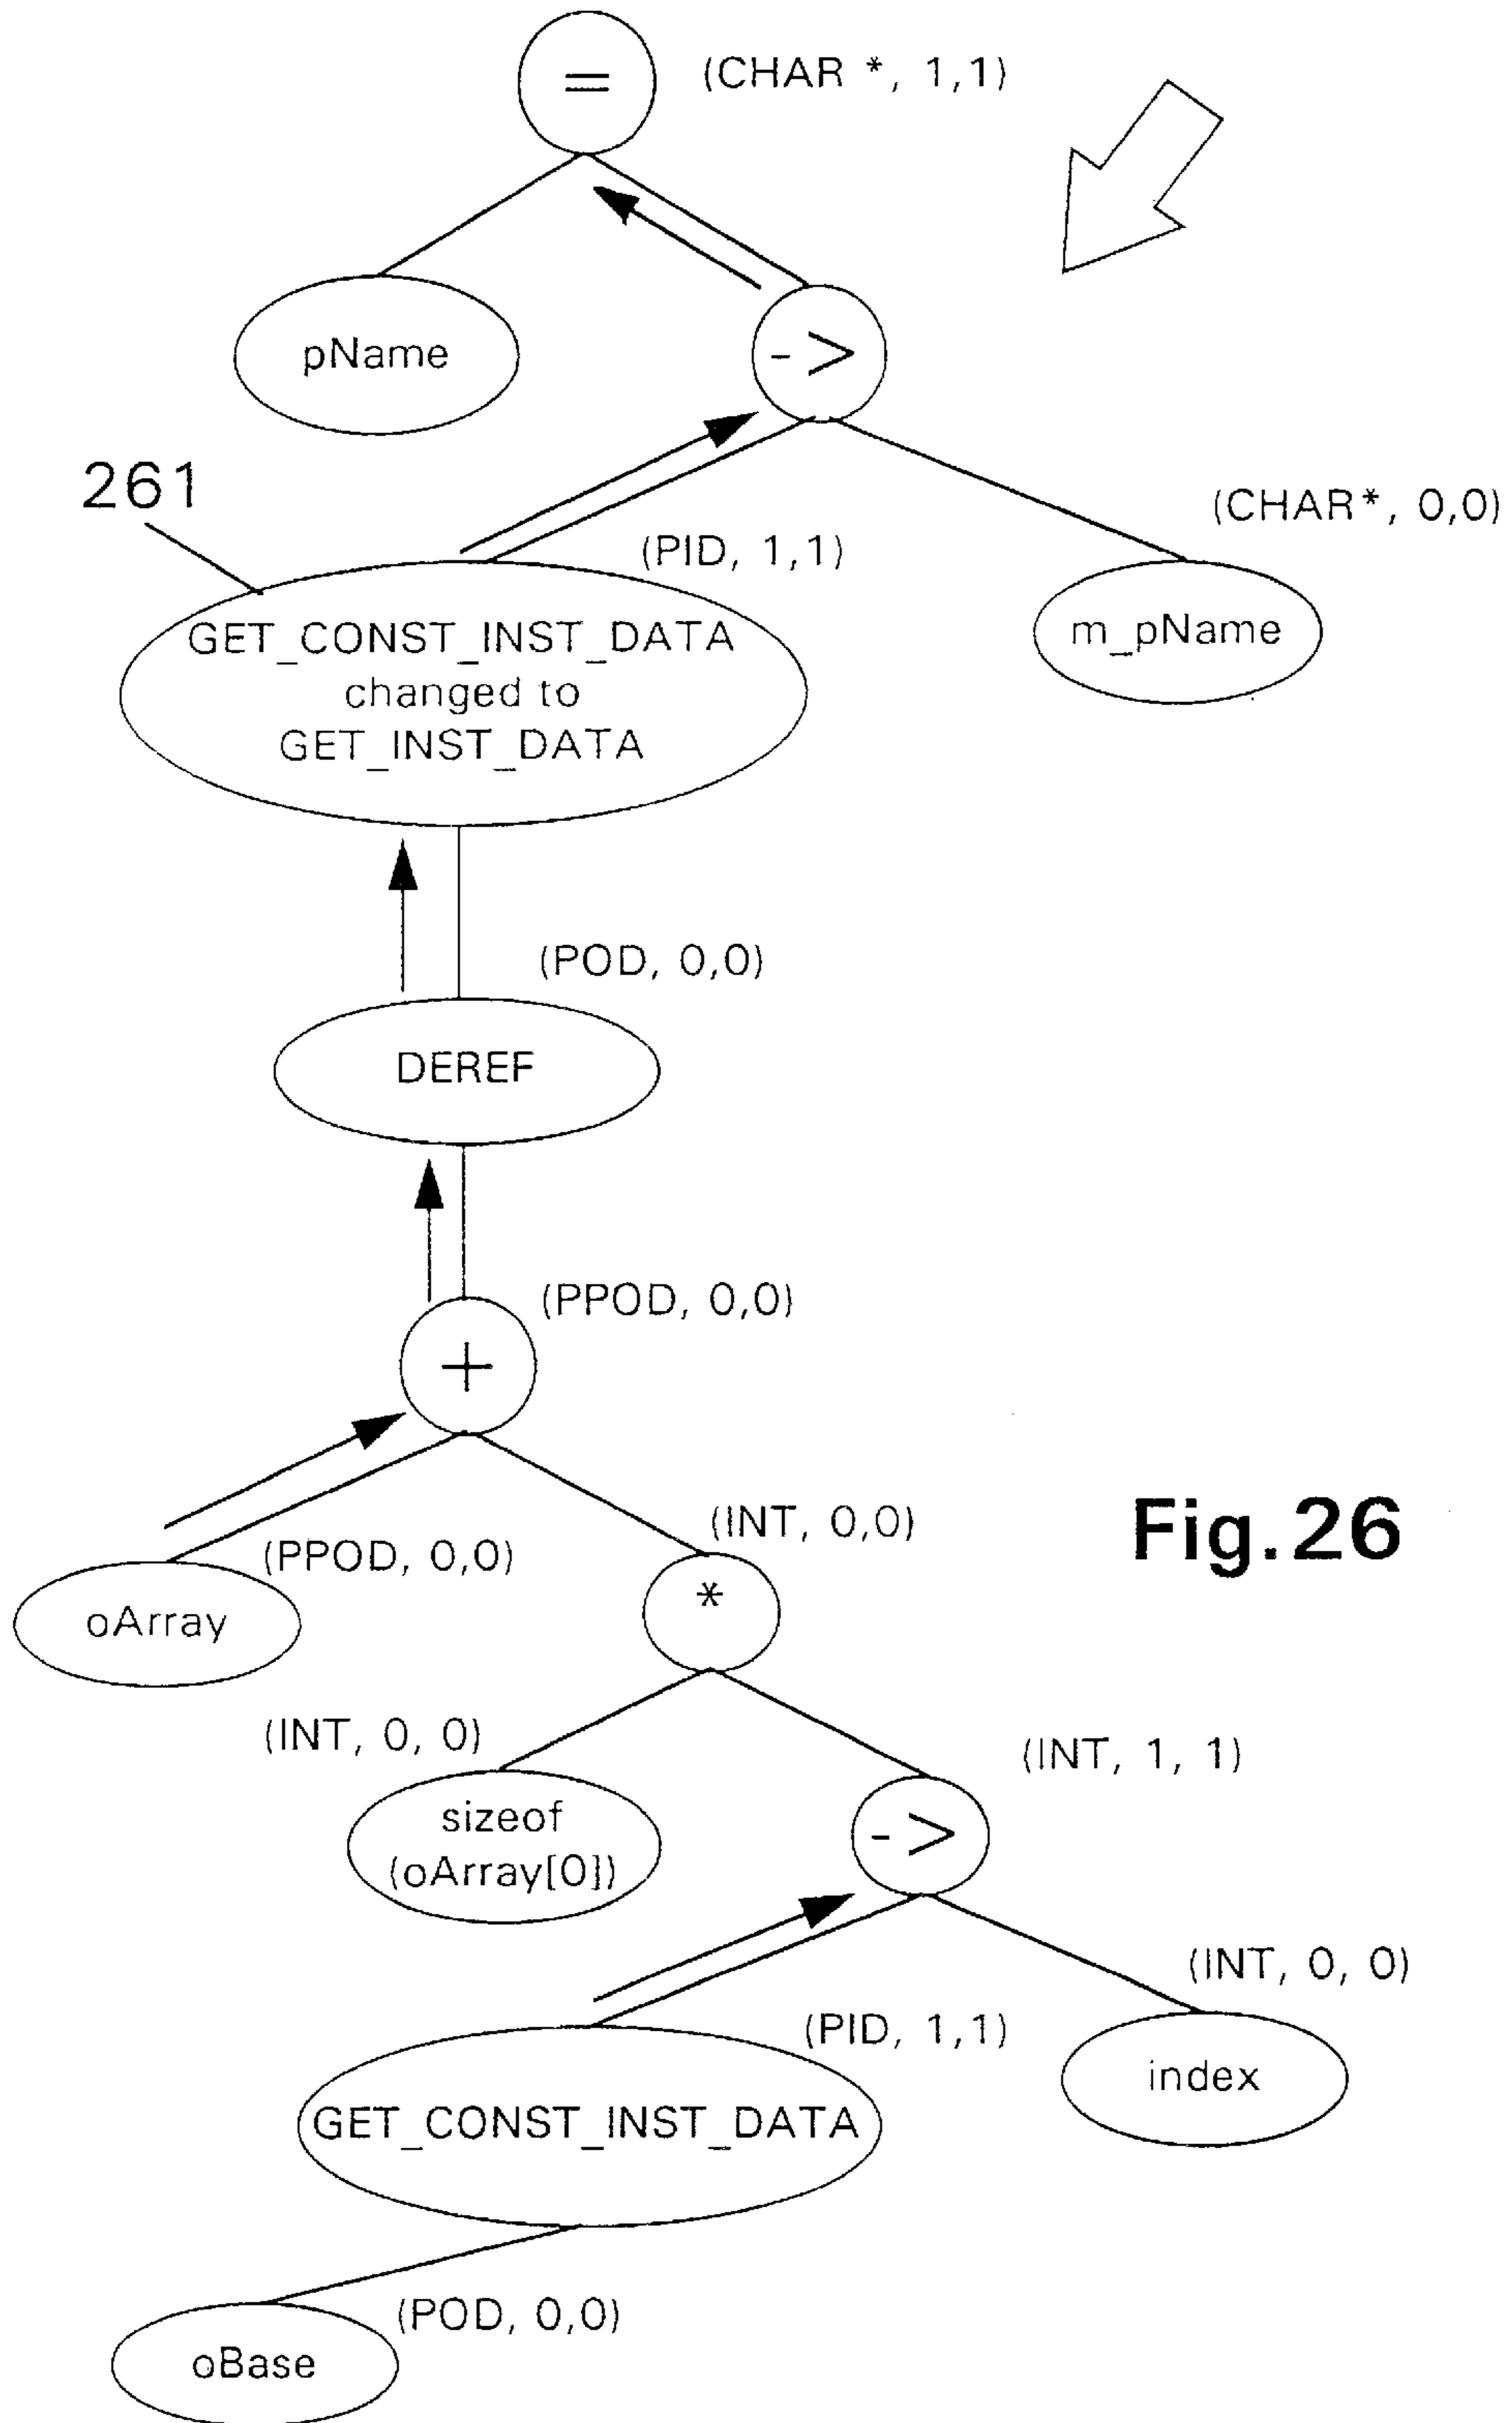 =
(CHAR *, 1,1)
pName
- >
261
(CHAR*, 0,0)
(PID, 1,1)
GET_CONST_INST_DATA
changed to
GET_INST_DATA
m_pName
(POD, 0,0)
DEREF
(PPOD, 0,0)
+
(INT, 0,0)
Fig.26
(PPOD, 0,0)
*
oArray
(INT, 0, 0)
(INT, 1, 1)
sizeof
(oArray[0])
- >
(INT, 0, 0)
(PID, 1,1)
index
GET_CONST_INST_DATA
(POD, 0,0)
oBase